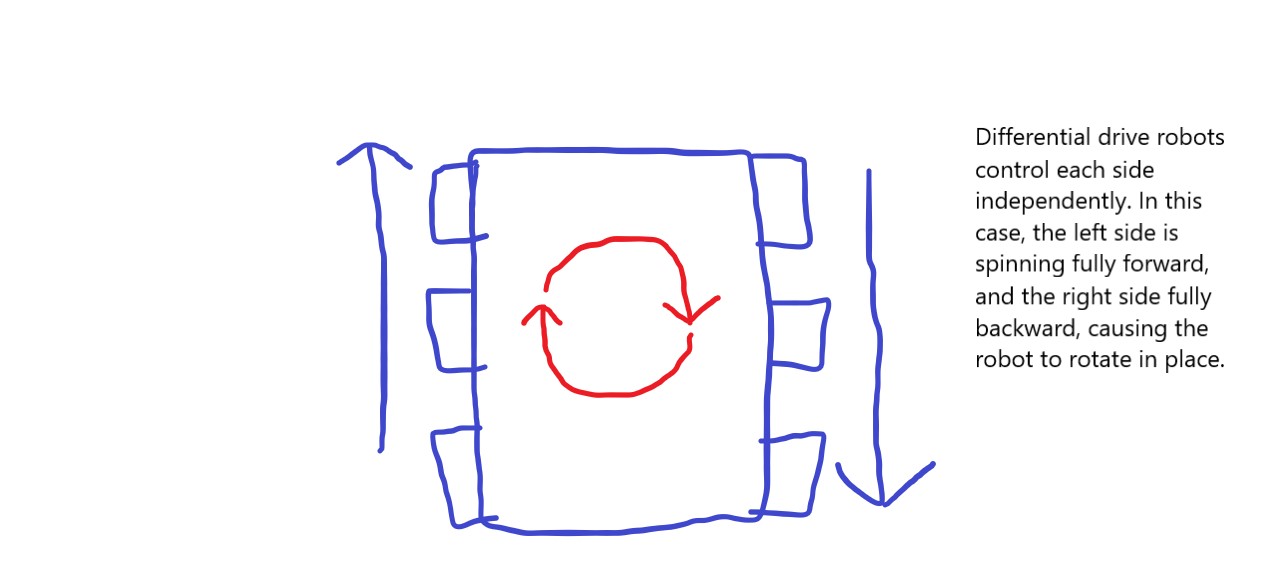 Differential drive robots
control each side
independently. In this
case, the left side is
spinning fully forward,
and the right side fully
backward, causing the
robot to rotate in place.